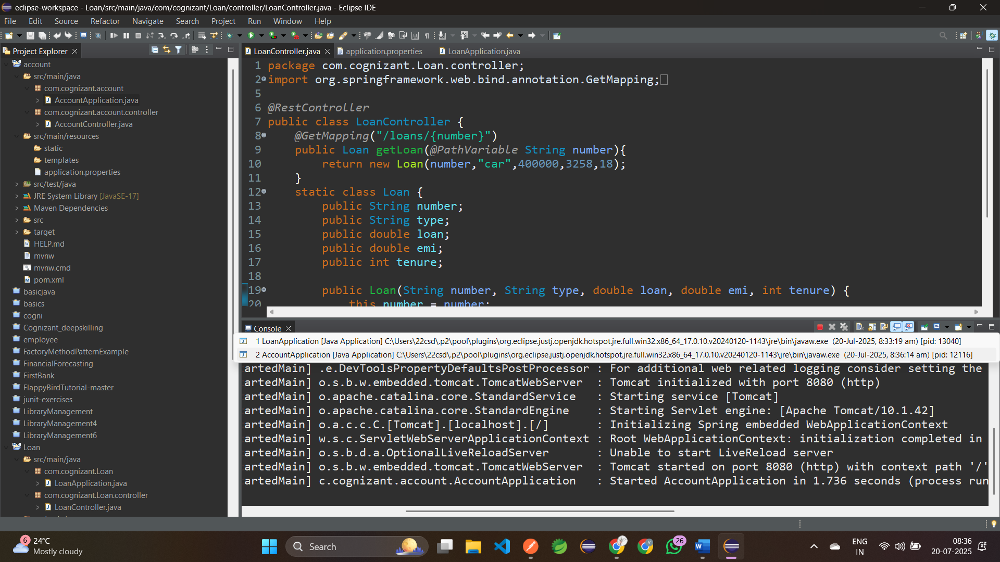 eclipse-workspace - Loan/src/main/java/com/cognizant/Loan/controller/LoanController.java - Eclipse IDE
File Edit Source Refactor Navigate Search Project Run Window Help
Project Explorer
account
src/main/java
com.cognizant.account
AccountApplication.java
com.cognizant.account.controller
AccountController.java
src/main/resources
static
templates
application.properties
src/test/java
JRE System Library [JavaSE-17]
Maven Dependencies
src
target
HELP.md
mvnw
mvnw.cmd
pom.xml
basicjava
basics
cogni
Cognizant_deepskilling
employee
FactoryMethodPatternExample
FinancialForecasting
FirstBank
FlappyBirdTutorial-master
junit-exercises
LibraryManagement
LibraryManagement4
LibraryManagement6
Loan
src/main/java
com.cognizant.Loan
LoanApplication.java
com.cognizant.Loan.controller
LoanController.java
LoanController.java application.properties LoanApplication.java
1 package com.cognizant.Loan.controller;
2 import org.springframework.web.bind.annotation.GetMapping;
5
6 @RestController
7 public class LoanController {
8 @GetMapping("/loans/{number}")
9 public Loan getLoan(@PathVariable String number){
10 return new Loan(number,"car",400000,3258,18);
11 }
12 static class Loan {
13 public String number;
14 public String type;
15 public double loan;
16 public double emi;
17 public int tenure;
18
19 public Loan(String number, String type, double loan, double emi, int tenure) {
20 this number = number;
Console
1 LoanApplication [Java Application] C:\Users\22csd\.p2\pool\plugins\org.eclipse.justj.openjdk.hotspot.jre.full.win32.x86_64_17.0.10.v20240120-1143\jre\bin\javaw.exe (20-Jul-2025, 8:33:19 am) [pid: 13040]
2 AccountApplication [Java Application] C:\Users\22csd\.p2\pool\plugins\org.eclipse.justj.openjdk.hotspot.jre.full.win32.x86_64_17.0.10.v20240120-1143\jre\bin\javaw.exe (20-Jul-2025, 8:36:14 am) [pid: 12116]
artedMain] .e.DevToolsPropertyDefaultsPostProcessor : For additional web related logging consider setting the
artedMain] o.s.b.w.embedded.tomcat.TomcatWebServer : Tomcat initialized with port 8080 (http)
artedMain] o.apache.catalina.core.StandardService : Starting service [Tomcat]
artedMain] o.apache.catalina.core.StandardEngine : Starting Servlet engine: [Apache Tomcat/10.1.42]
artedMain] o.a.c.c.C.[Tomcat].[localhost].[/] : Initializing Spring embedded WebApplicationContext
artedMain] w.s.c.ServletWebServerApplicationContext : Root WebApplicationContext: initialization completed in
artedMain] o.s.b.d.a.OptionalLiveReloadServer : Unable to start LiveReload server
artedMain] o.s.b.w.embedded.tomcat.TomcatWebServer : Tomcat started on port 8080 (http) with context path '/'
artedMain] c.cognizant.account.AccountApplication : Started AccountApplication in 1.736 seconds (process run
6
24°C
Mostly cloudy
Search
26
ENG
IN
08:36
20-07-2025